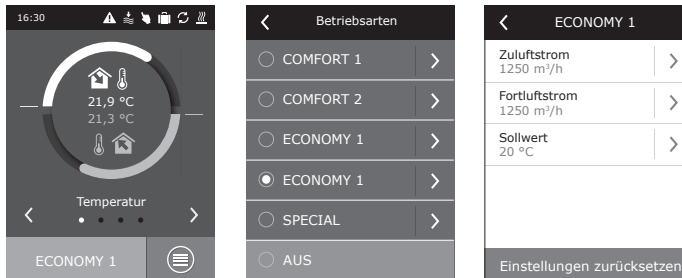 16:30
21,9 °C
21,3 °C
Temperatur
ECONOMY 1
Betriebsarten
COMFORT 1
COMFORT 2
ECONOMY 1
ECONOMY 1
SPECIAL
AUS
ECONOMY 1
Zuluftstrom
1250 m³/h
Fortluftstrom
1250 m³/h
Sollwert
20 °C
Einstellungen zurücksetzen